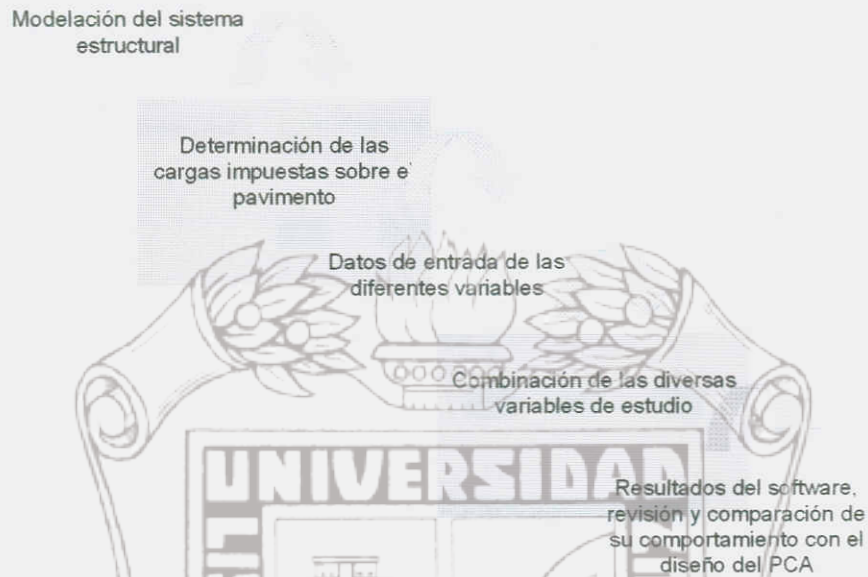 Modelación del sistema
estructural
Determinación de las
cargas impuestas sobre e
pavimento
Datos de entrada de las
diferentes variables
Combinación de las diversas
variables de estudio
UNIVERSIDAD
Resultados del software,
revisión y comparación de
su comportamiento con el
diseño del PCA